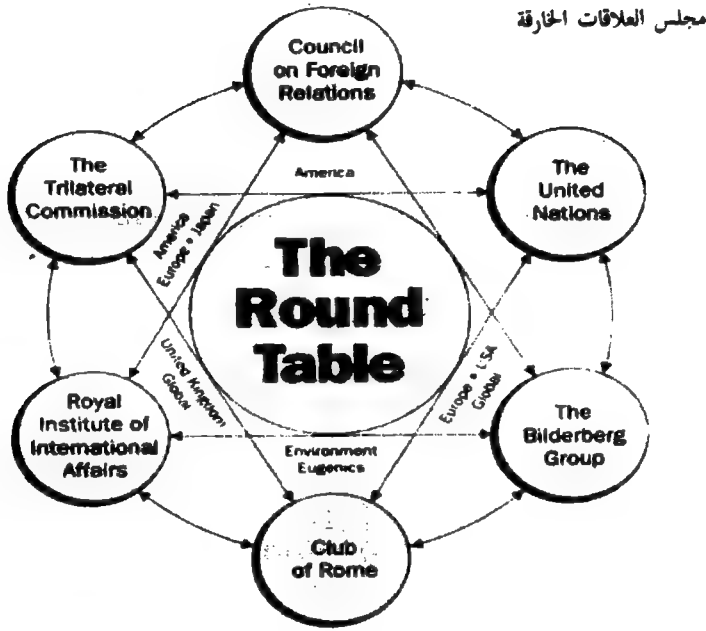 مجلس العلاقات الخارقة
Council
on Foreign
Relations
The
Trilateral
Commission
America
The
United
Nations
America
Europe • Japan
The
Round
Table
United Kingdom
Global
Europe • USA
Global
Royal
Institute of
International
Affairs
Environment
Eugenics
The
Bilderberg
Group
Club
of Rome